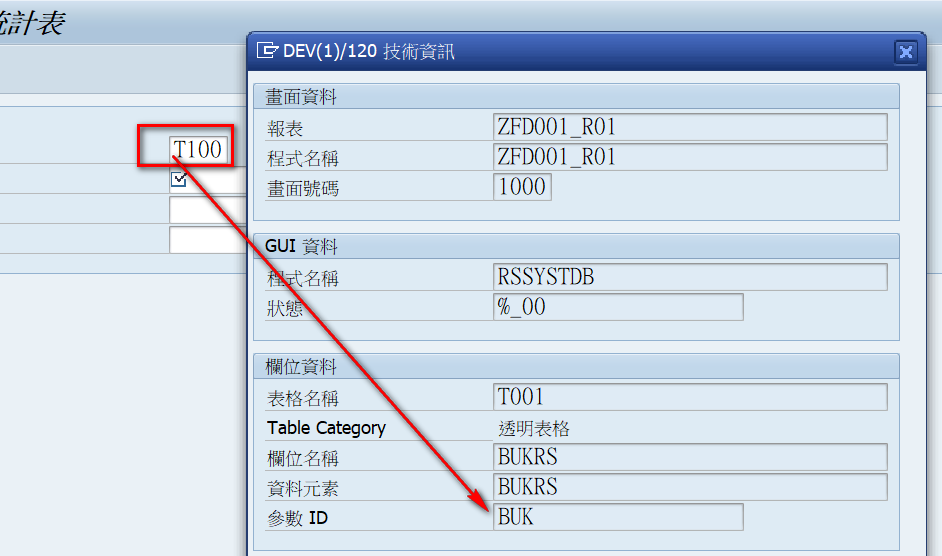 統計表
T100
DEV(1)/120 技術資訊
畫面資料
報表 ZFD001_R01
程式名稱 ZFD001_R01
畫面號碼 1000
GUI 資料
程式名稱 RSSYSTDB
狀態 %_00
欄位資料
表格名稱 T001
Table Category 透明表格
欄位名稱 BUKRS
資料元素 BUKRS
參數 ID BUK